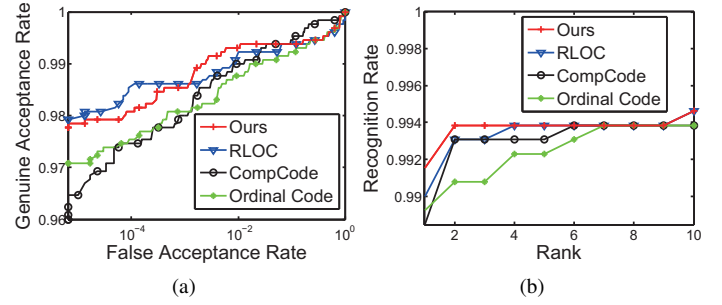 Genuine Acceptance Rate
1
0.99
0.98
0.97
0.96
Ours
RLOC
CompCode
Ordinal Code
10⁻⁴
10⁻²
10⁰
False Acceptance Rate
(a)
Recognition Rate
1
0.998
0.996
0.994
0.992
0.99
Ours
RLOC
CompCode
Ordinal Code
2
4
6
8
10
Rank
(b)